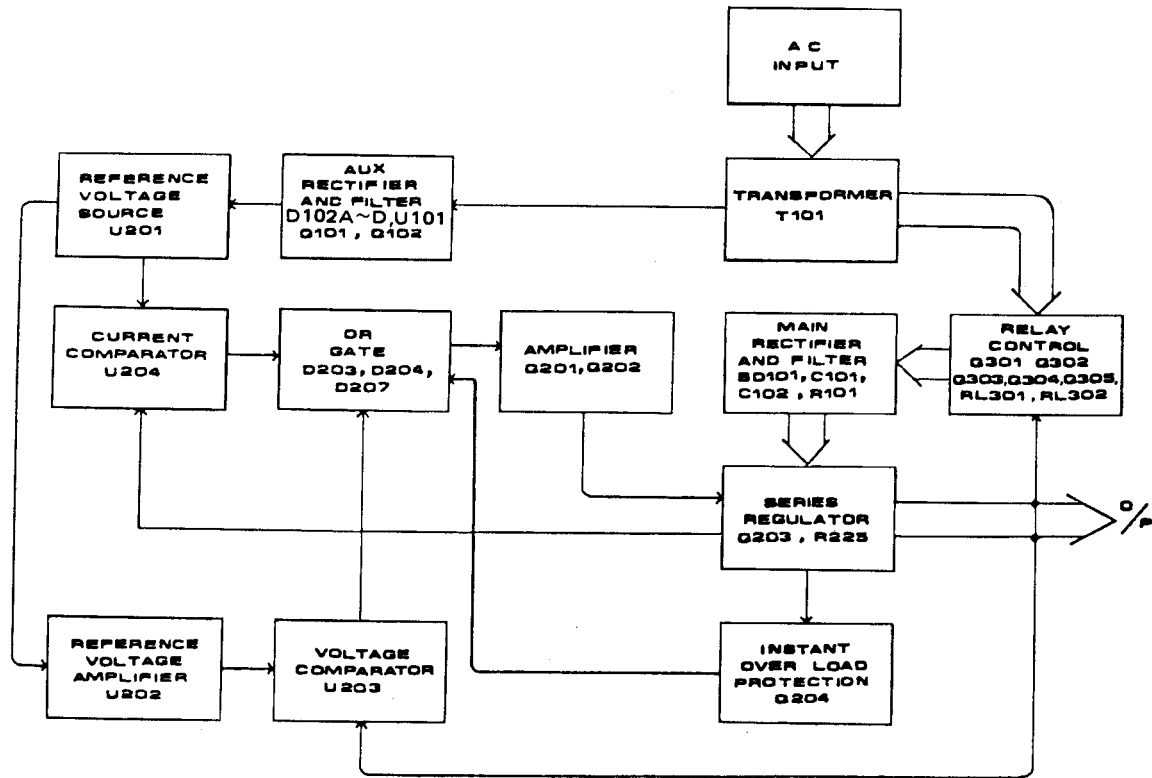 AC
INPUT
REFERENCE
VOLTAGE
SOURCE
U201
AUX
RECTIFIER
AND FILTER
D102A~D,U101
Q101, Q102
TRANSFORMER
T101
CURRENT
COMPARATOR
U204
OR
GATE
D203, D204,
D207
AMPLIFIER
Q201, Q202
MAIN
RECTIFIER
AND FILTER
BD101, C101,
C102, R101
RELAY
CONTROL
Q301 Q302
Q303,Q304,Q305,
RL301, RL302
SERIES
REGULATOR
Q203, R225
O/P
REFERENCE
VOLTAGE
AMPLIFIER
U202
VOLTAGE
COMPARATOR
U203
INSTANT
OVER LOAD
PROTECTION
Q204